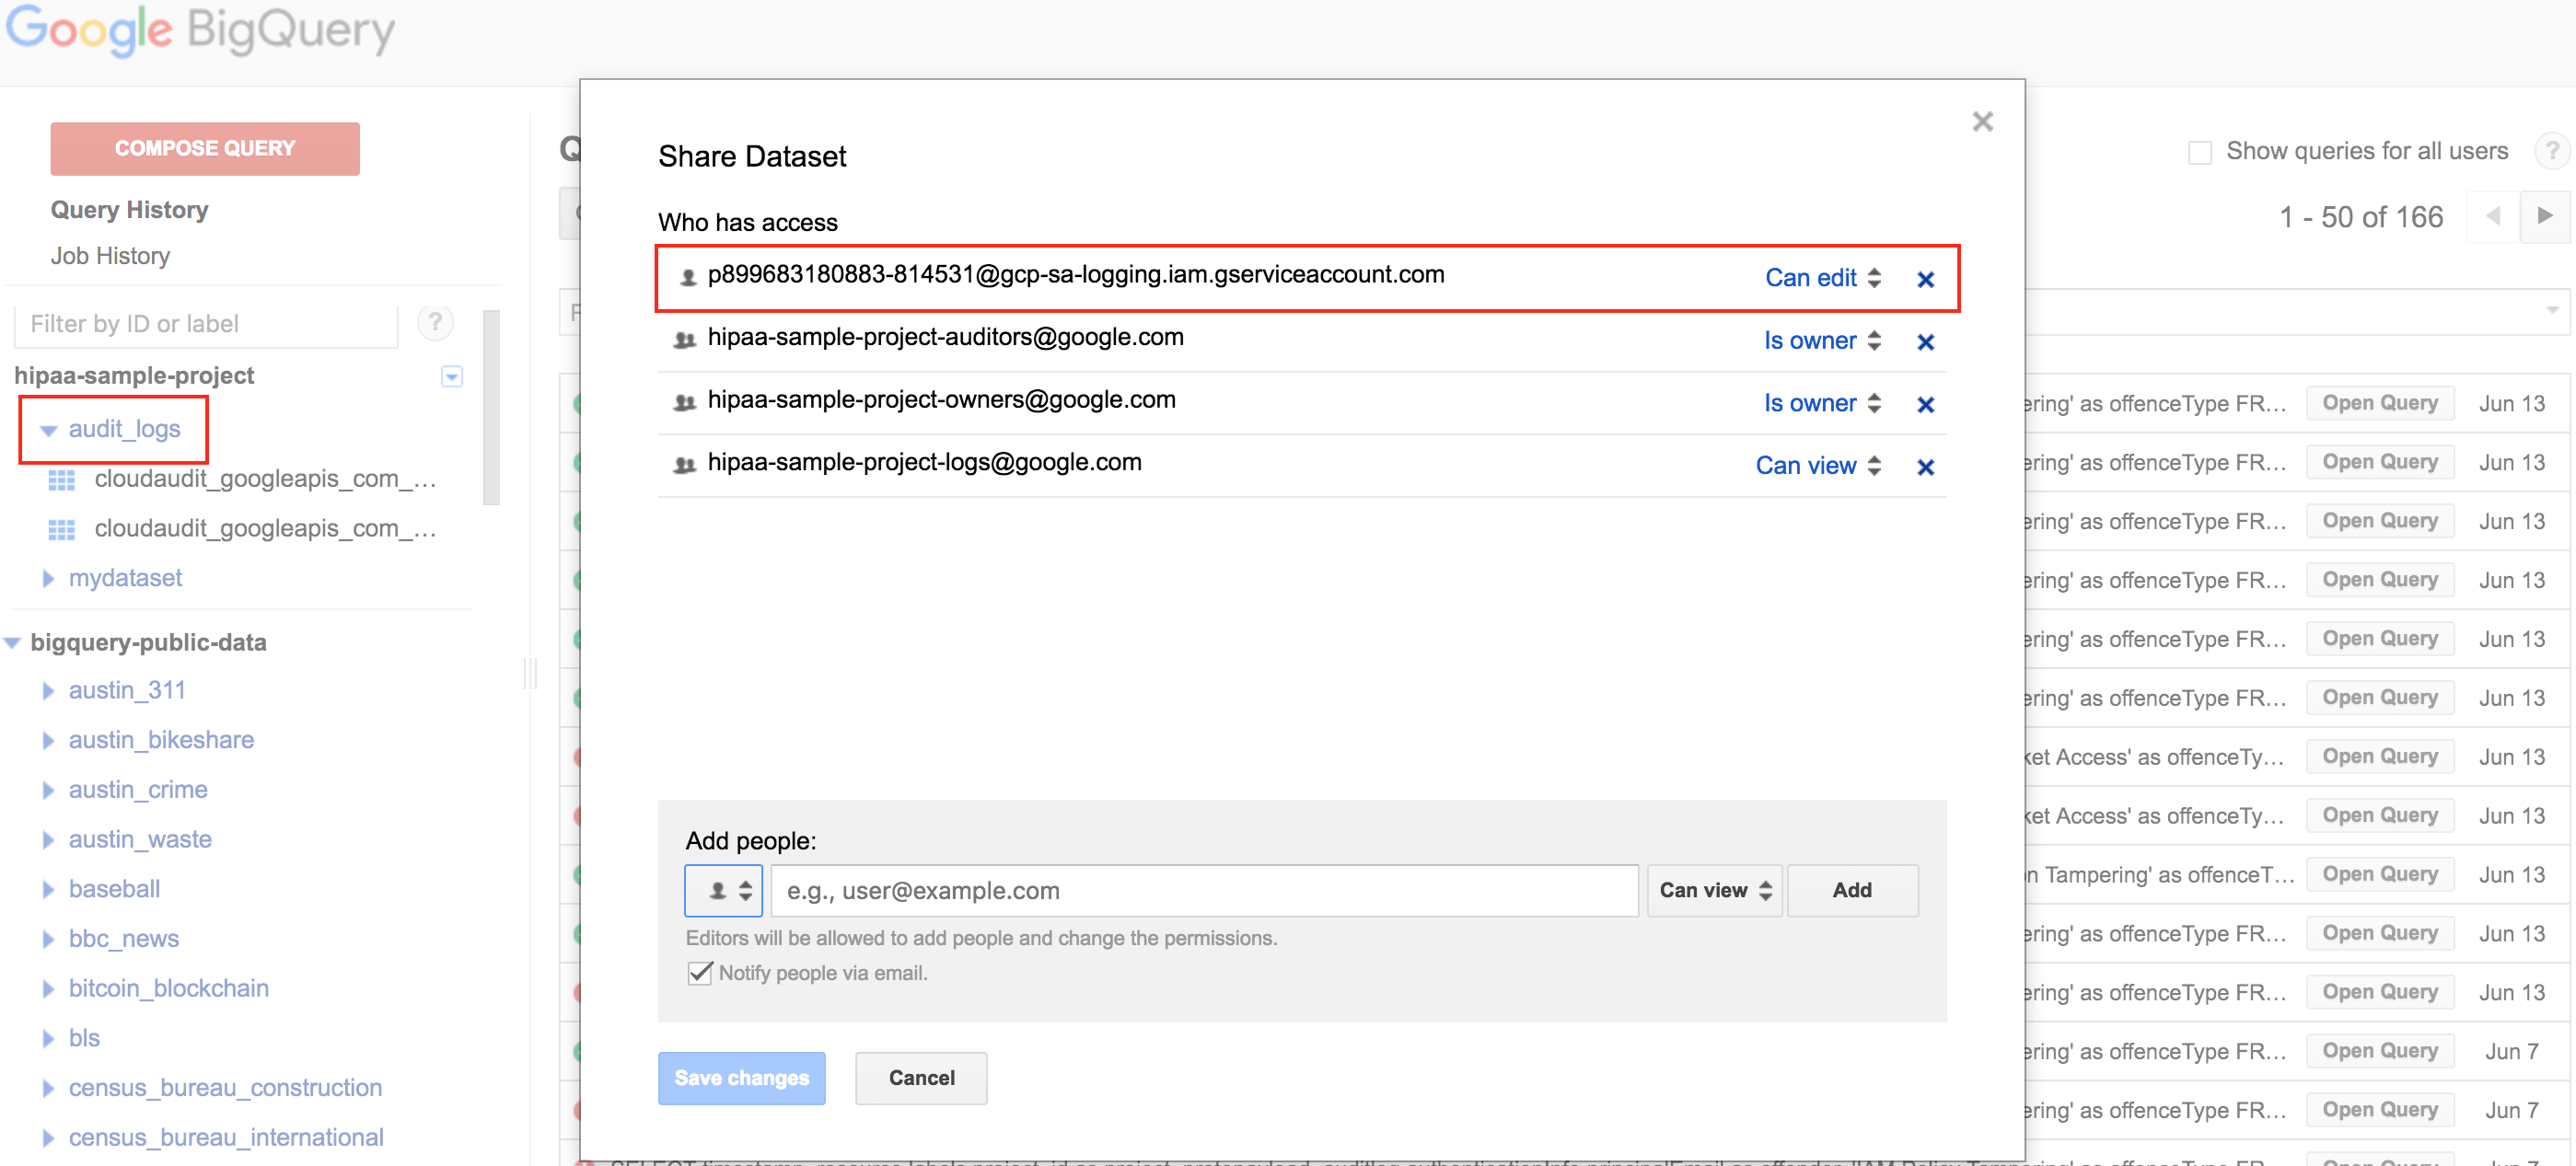 Google BigQuery
COMPOSE QUERY
Query History
Job History
Filter by ID or label
?
hipaa-sample-project
audit_logs
cloudaudit_googleapis_com_...
cloudaudit_googleapis_com_...
mydataset
bigquery-public-data
austin_311
austin_bikeshare
austin_crime
austin_waste
baseball
bbc_news
bitcoin_blockchain
bls
census_bureau_construction
census_bureau_international
Share Dataset
Who has access
p899683180883-814531@gcp-sa-logging.iam.gserviceaccount.com Can edit
hipaa-sample-project-auditors@google.com Is owner
hipaa-sample-project-owners@google.com Is owner
hipaa-sample-project-logs@google.com Can view
Add people:
e.g., user@example.com Can view Add
Editors will be allowed to add people and change the permissions.
Notify people via email.
Save changes Cancel
Show queries for all users ?
1 - 50 of 166
ering' as offenceType FR... Open Query Jun 13
ering' as offenceType FR... Open Query Jun 13
ering' as offenceType FR... Open Query Jun 13
ering' as offenceType FR... Open Query Jun 13
ering' as offenceType FR... Open Query Jun 13
ering' as offenceType FR... Open Query Jun 13
ket Access' as offenceTy... Open Query Jun 13
ket Access' as offenceTy... Open Query Jun 13
on Tampering' as offenceT... Open Query Jun 13
ering' as offenceType FR... Open Query Jun 13
ering' as offenceType FR... Open Query Jun 13
ering' as offenceType FR... Open Query Jun 7
ering' as offenceType FR... Open Query Jun 7